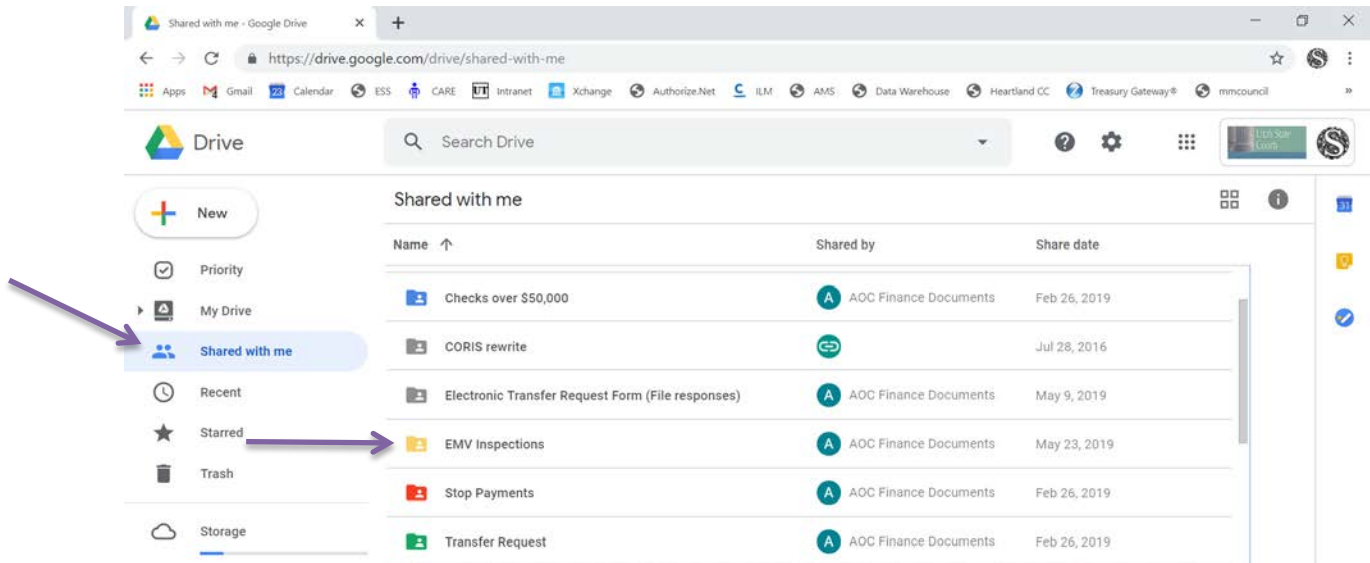 Shared with me - Google Drive
https://drive.google.com/drive/shared-with-me
Apps Gmail 23 Calendar ESS CARE UT Intranet Xchange Authorize.Net C ILM AMS Data Warehouse Heartland CC Treasury Gateway® mmcouncil »
Drive Search Drive
New
Shared with me
31
Name Shared by Share date
Priority
Checks over $50,000 A AOC Finance Documents Feb 26, 2019
My Drive
Shared with me
CORIS rewrite Jul 28, 2016
Recent
Electronic Transfer Request Form (File responses) A AOC Finance Documents May 9, 2019
Starred
EMV Inspections A AOC Finance Documents May 23, 2019
Trash
Stop Payments A AOC Finance Documents Feb 26, 2019
Storage
Transfer Request A AOC Finance Documents Feb 26, 2019